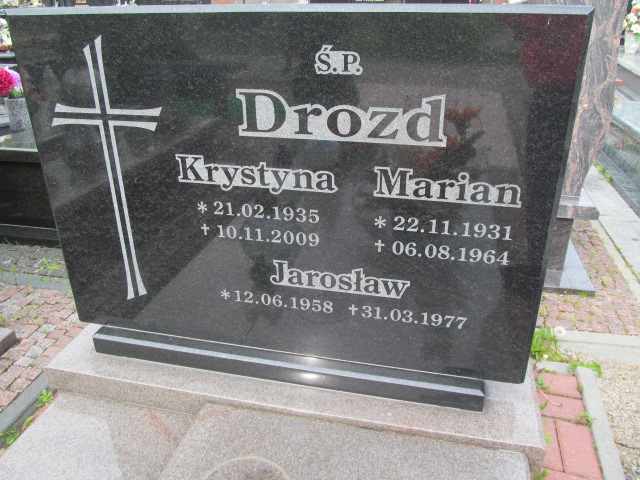 Ś.P.
Drozd
Krystyna Marian
* 21.02.1935 * 22.11.1931
† 10.11.2009 † 06.08.1964
Jarosław
* 12.06.1958 † 31.03.1977